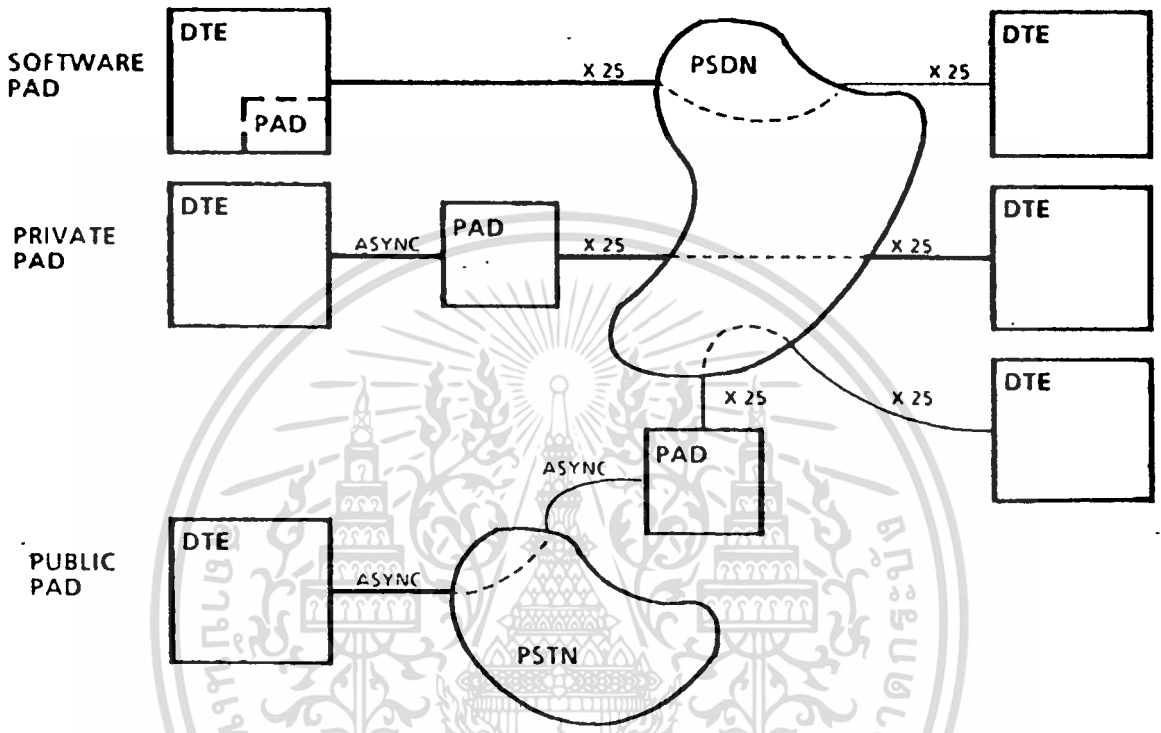 SOFTWARE
PAD
DTE
PAD
X 25
PSDN
X 25
DTE
PRIVATE
PAD
DTE
ASYNC
PAD
X 25
X 25
DTE
X 25
X 25
DTE
PAD
ASYNC
PUBLIC
PAD
DTE
ASYNC
PSTN